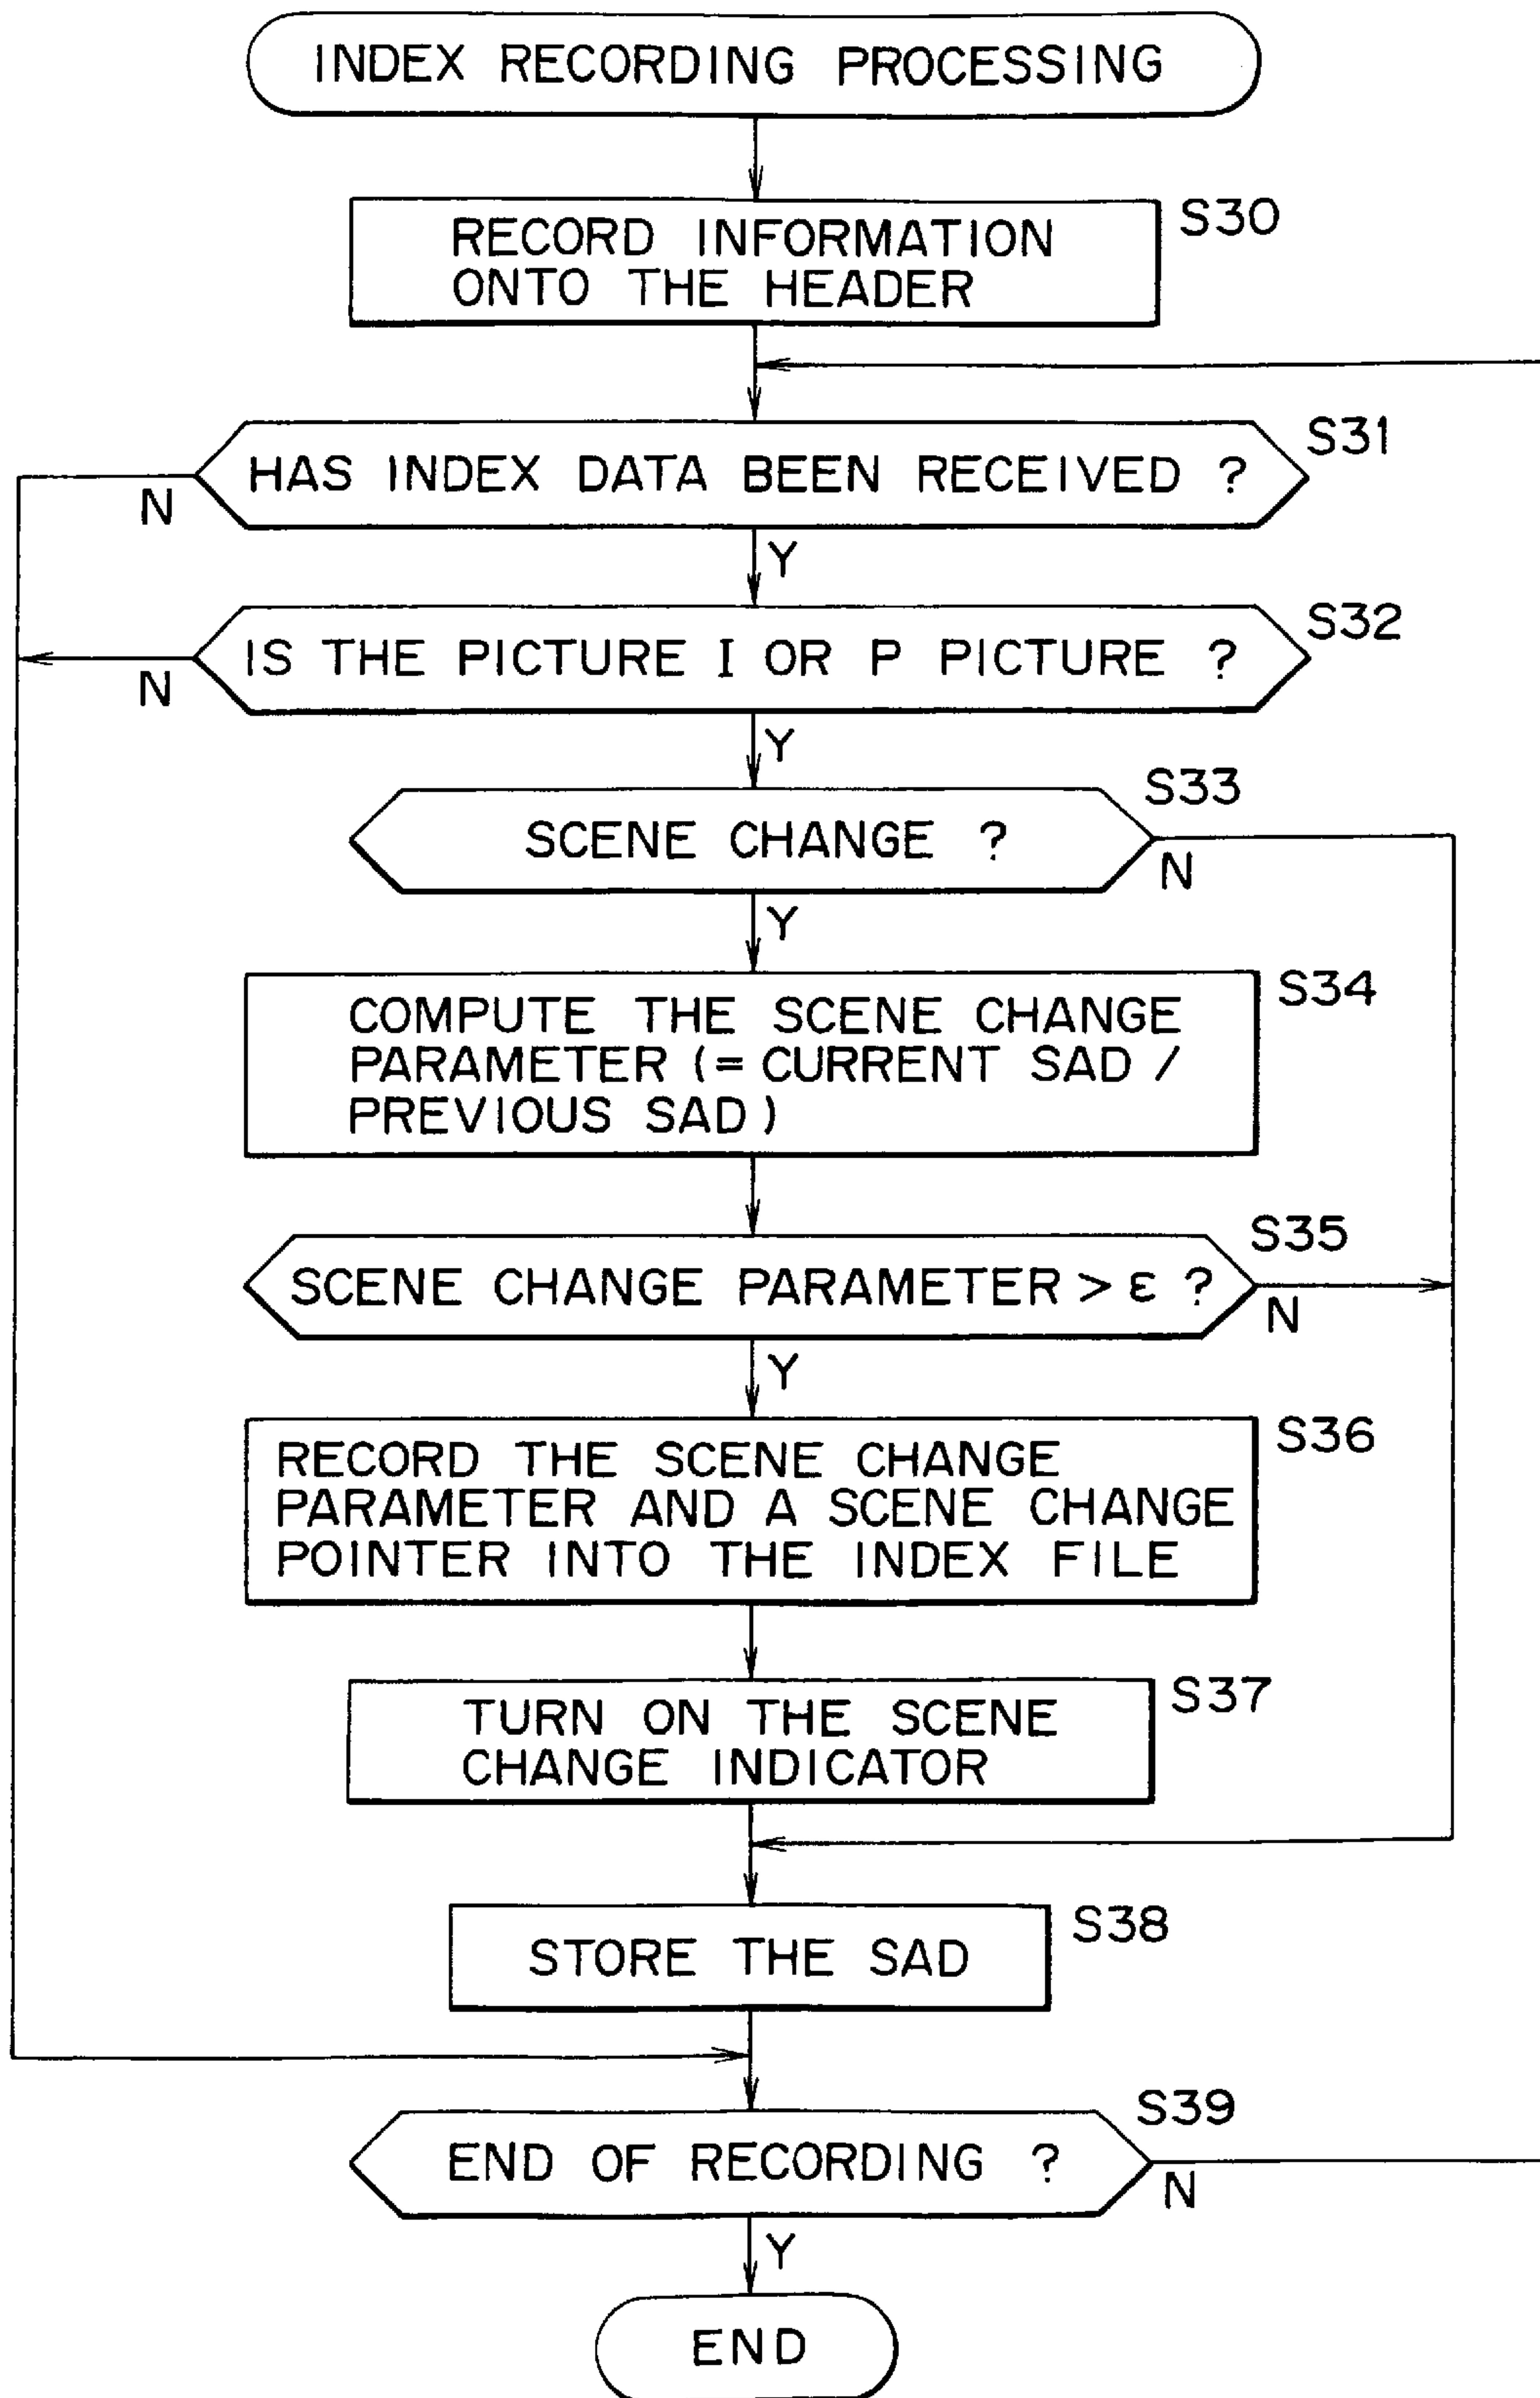 INDEX RECORDING PROCESSING
S30
RECORD INFORMATION
ONTO THE HEADER
S31
HAS INDEX DATA BEEN RECEIVED ?
N
Y
S32
IS THE PICTURE I OR P PICTURE ?
N
Y
S33
SCENE CHANGE ?
N
Y
S34
COMPUTE THE SCENE CHANGE
PARAMETER (= CURRENT SAD /
PREVIOUS SAD)
S35
SCENE CHANGE PARAMETER > ε ?
N
Y
S36
RECORD THE SCENE CHANGE
PARAMETER AND A SCENE CHANGE
POINTER INTO THE INDEX FILE
S37
TURN ON THE SCENE
CHANGE INDICATOR
S38
STORE THE SAD
S39
END OF RECORDING ?
N
Y
END